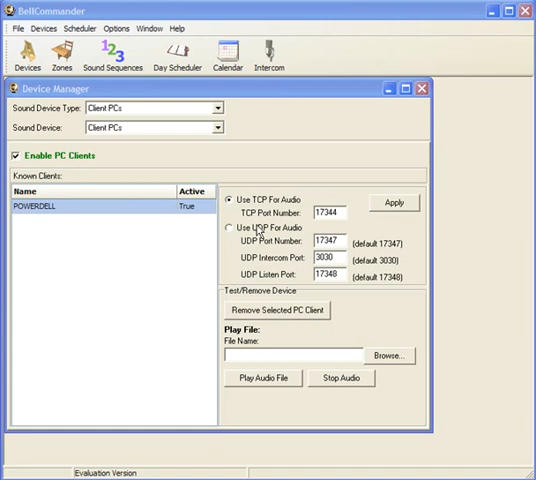 BellCommander
File Devices Scheduler Options Window Help
1 2 3
Devices Zones Sound Sequences Day Scheduler Calendar Intercom
Device Manager
Sound Device Type: Client PCs
Sound Device: Client PCs
Enable PC Clients
Known Clients:
Name Active
POWERDELL True
Use TCP For Audio
TCP Port Number: 17344
Apply
Use UDP For Audio
UDP Port Number: 17347 (default 17347)
UDP Intercom Port: 3030 (default 3030)
UDP Listen Port: 17348 (default 17348)
Test/Remove Device
Remove Selected PC Client
Play File:
File Name:
Browse...
Play Audio File Stop Audio
Evaluation Version